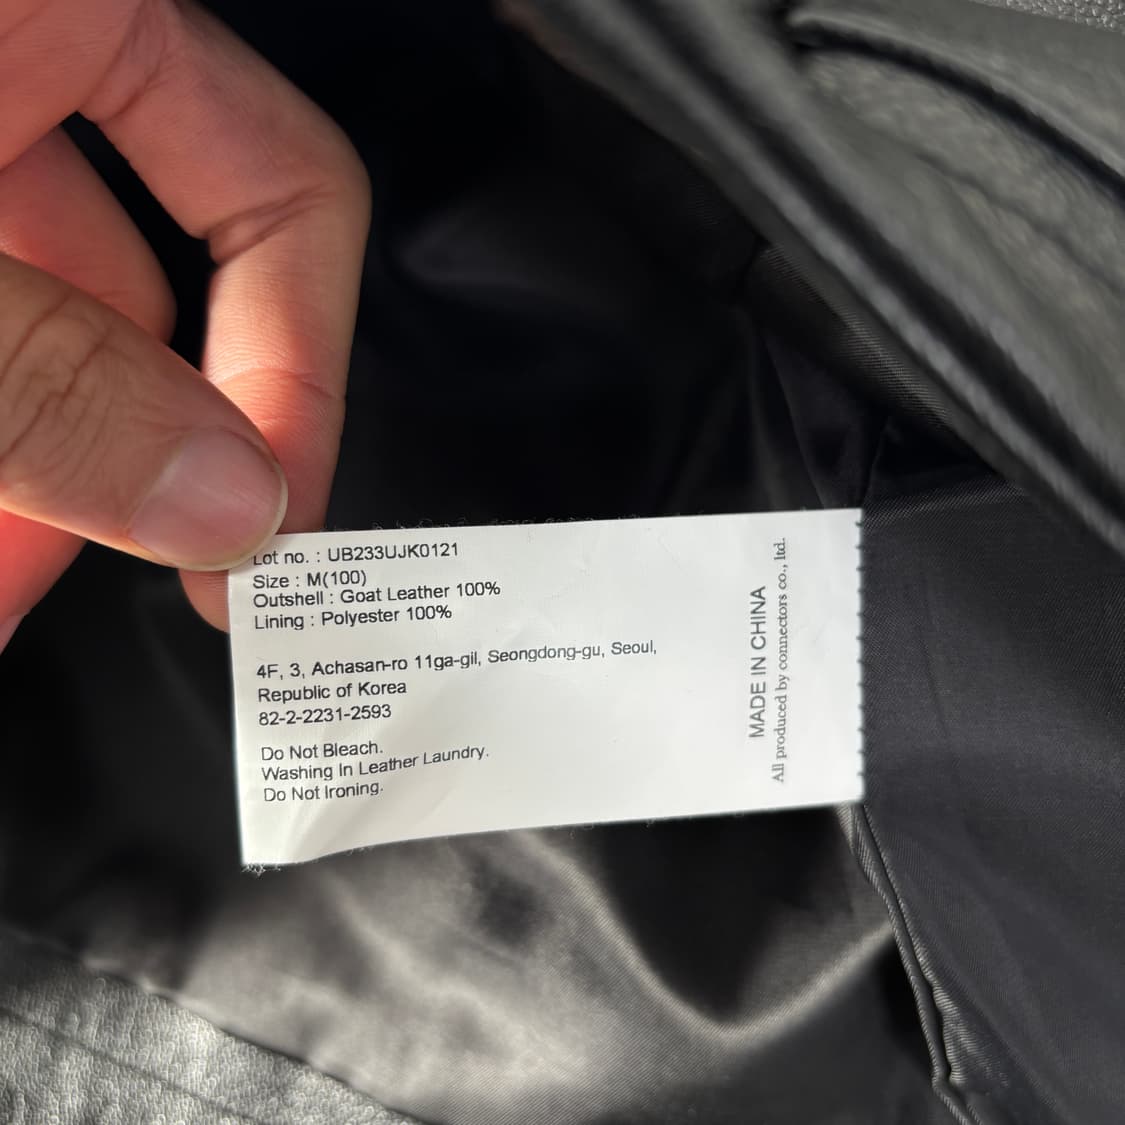 Lot no. : UB233UJK0121
Size : M(100)
Outshell : Goat Leather 100%
Lining : Polyester 100%
4F, 3, Achasan-ro 11ga-gil, Seongdong-gu, Seoul,
Republic of Korea
82-2-2231-2593
Do Not Bleach.
Washing In Leather Laundry.
Do Not Ironing.
MADE IN CHINA
All produced by connectors co., ltd.